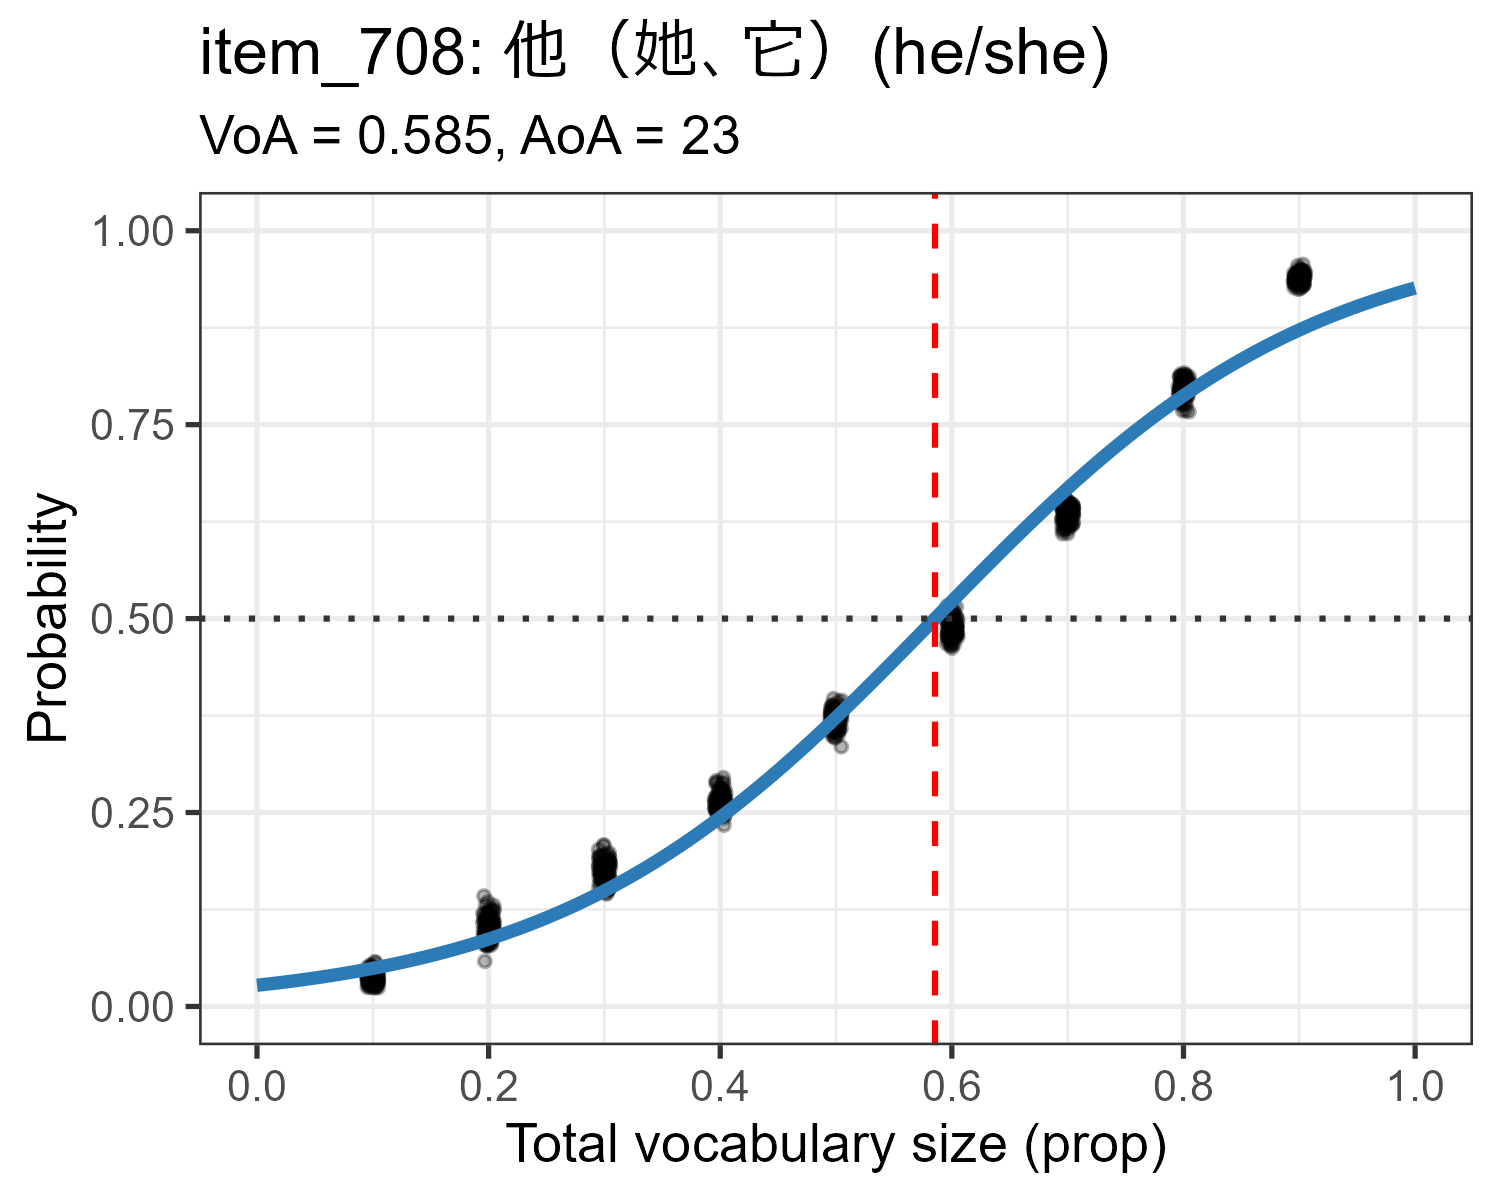 item_708: 他（她、它）(he/she)
VoA = 0.585, AoA = 23
1.00
0.75
0.50
0.25
0.00
Probability
0.0 0.2 0.4 0.6 0.8 1.0
Total vocabulary size (prop)